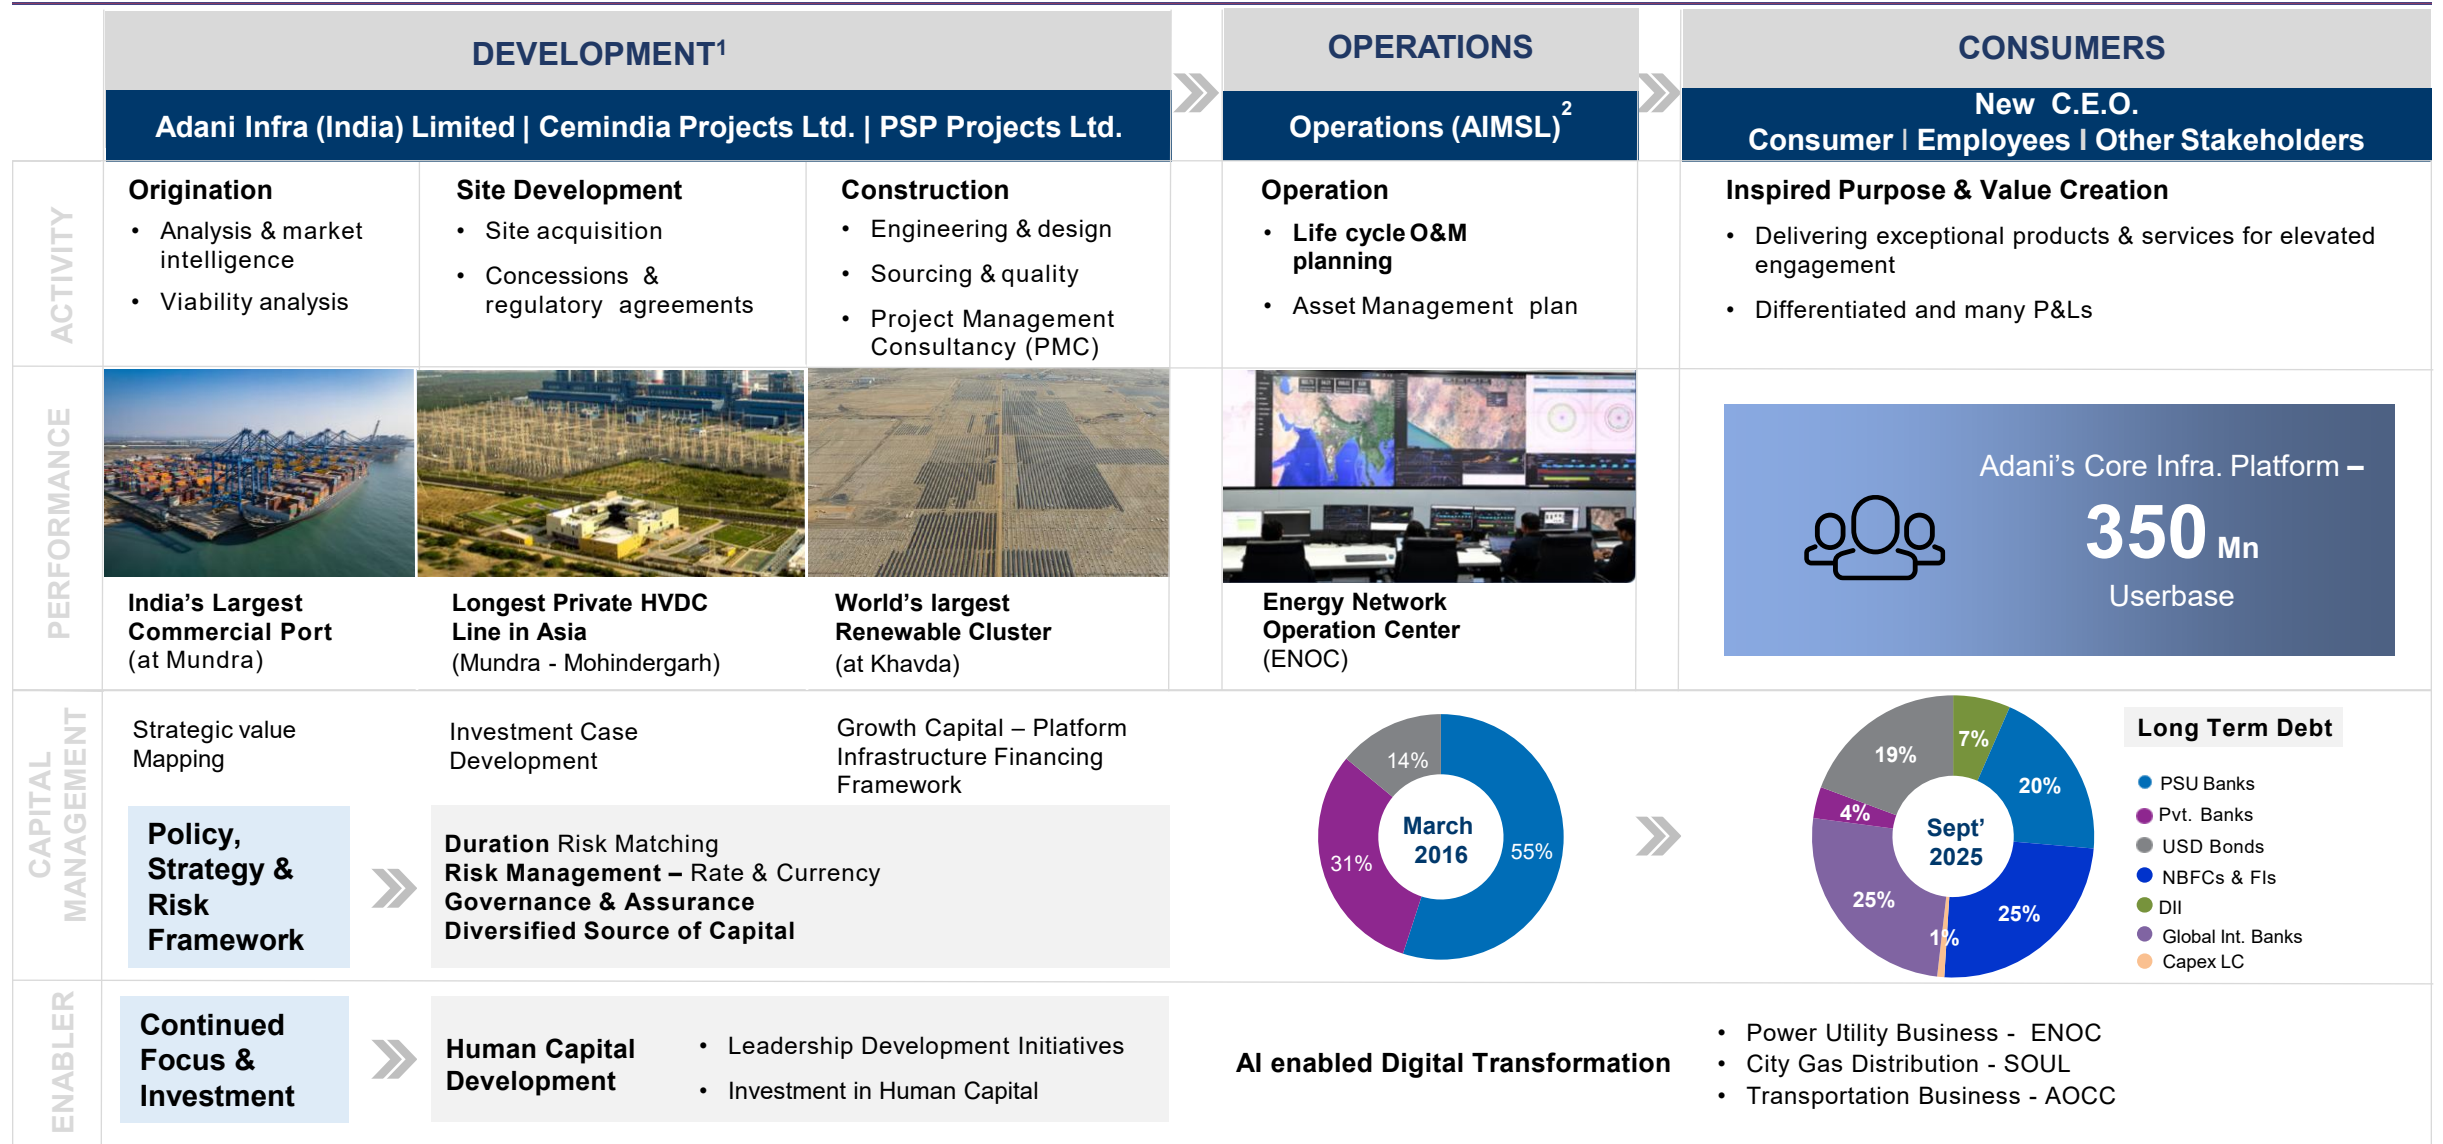 DEVELOPMENT¹
OPERATIONS
CONSUMERS
Adani Infra (India) Limited | Cemindia Projects Ltd. | PSP Projects Ltd.
Operations (AIMSL)²
New C.E.O.
Consumer I Employees I Other Stakeholders
ACTIVITY
Origination
• Analysis & market
intelligence
• Viability analysis
Site Development
• Site acquisition
• Concessions &
regulatory agreements
Construction
• Engineering & design
• Sourcing & quality
• Project Management
Consultancy (PMC)
Operation
• Life cycle O&M
planning
• Asset Management plan
Inspired Purpose & Value Creation
• Delivering exceptional products & services for elevated
engagement
• Differentiated and many P&Ls
PERFORMANCE
India’s Largest
Commercial Port
(at Mundra)
Longest Private HVDC
Line in Asia
(Mundra - Mohindergarh)
World’s largest
Renewable Cluster
(at Khavda)
Energy Network
Operation Center
(ENOC)
Adani’s Core Infra. Platform –
350 Mn
Userbase
CAPITAL
MANAGEMENT
Strategic value
Mapping
Investment Case
Development
Growth Capital – Platform
Infrastructure Financing
Framework
Policy,
Strategy &
Risk
Framework
Duration Risk Matching
Risk Management – Rate & Currency
Governance & Assurance
Diversified Source of Capital
14%
31%
55%
March
2016
7%
20%
25%
1%
25%
4%
19%
Sept’
2025
Long Term Debt
PSU Banks
Pvt. Banks
USD Bonds
NBFCs & FIs
DII
Global Int. Banks
Capex LC
ENABLER
Continued
Focus &
Investment
Human Capital
Development
• Leadership Development Initiatives
• Investment in Human Capital
AI enabled Digital Transformation
• Power Utility Business - ENOC
• City Gas Distribution - SOUL
• Transportation Business - AOCC